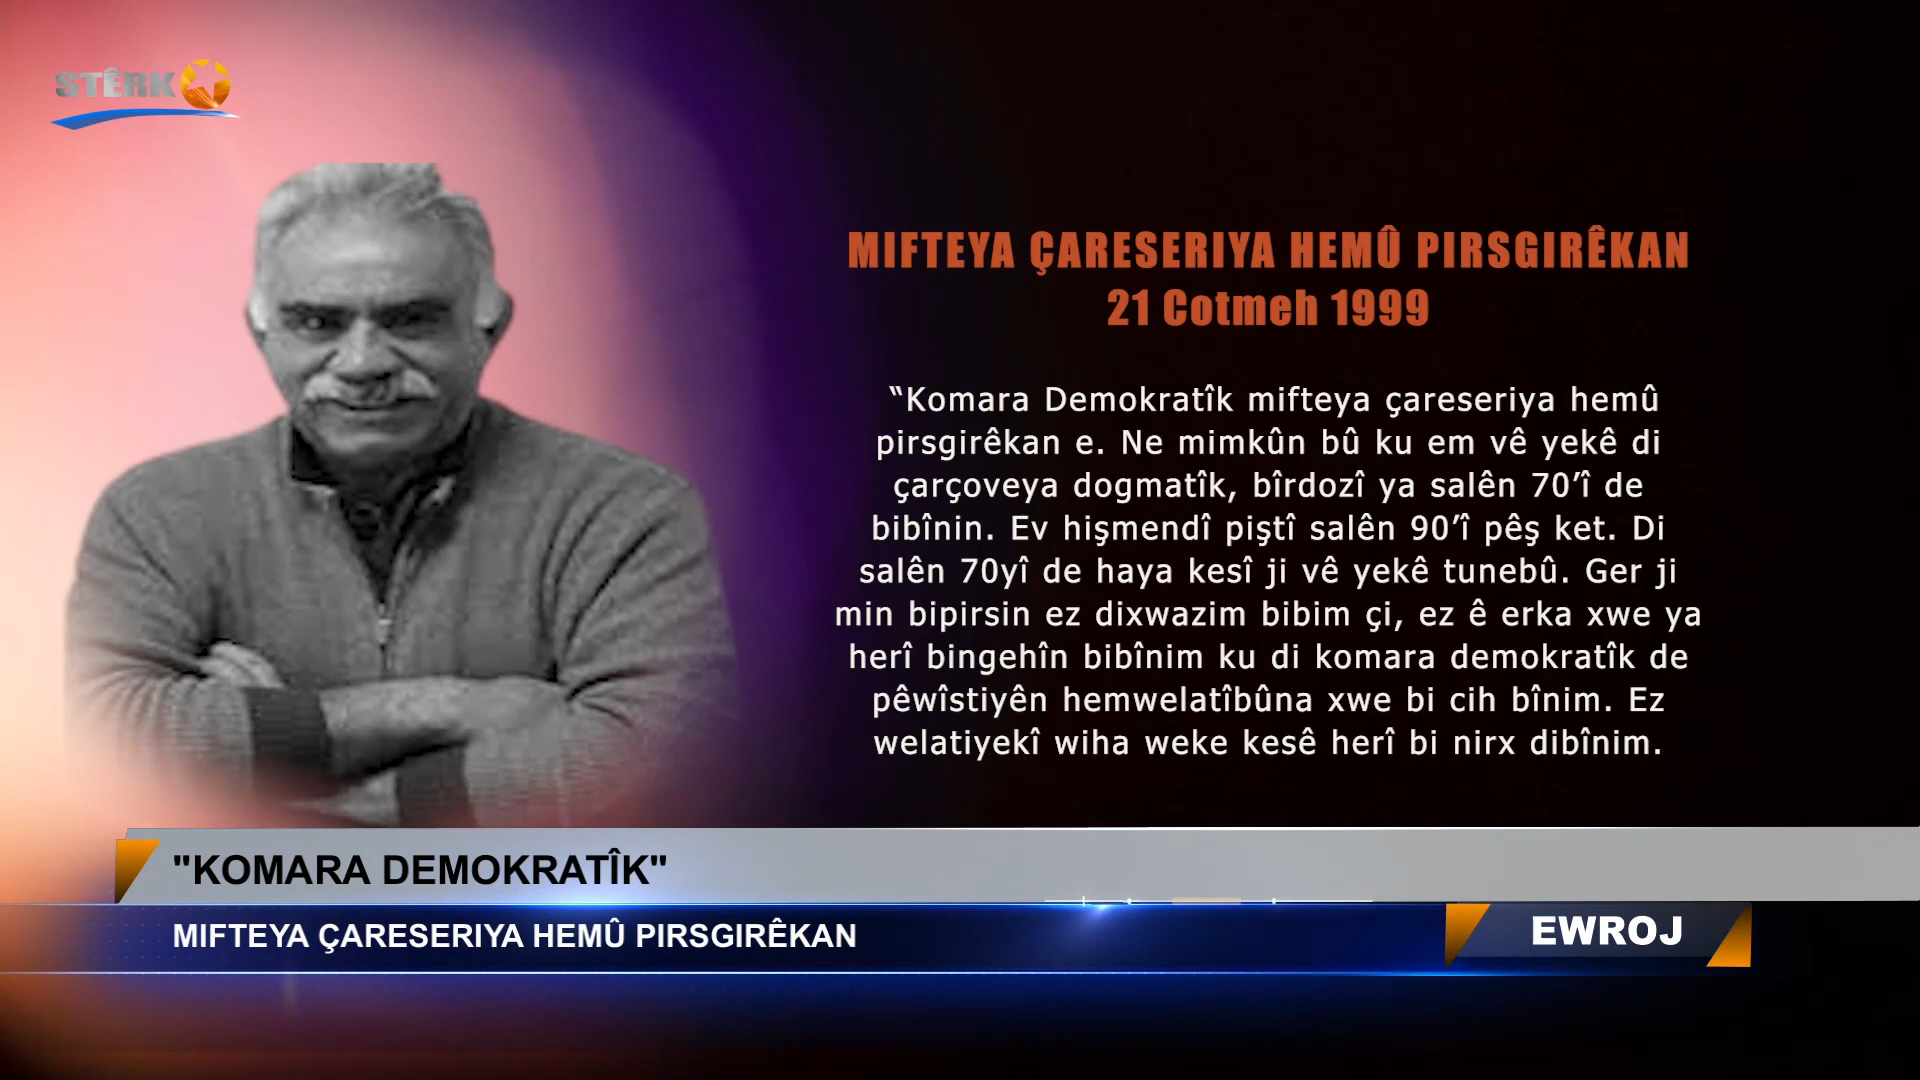 STÊRK
MIFTEYA ÇARESERIYA HEMÛ PIRSGIRÊKAN
21 Cotmeh 1999
“Komara Demokratîk mifteya çareseriya hemû
pirsgirêkan e. Ne mimkûn bû ku em vê yekê di
çarçoveya dogmatîk, bîrdozî ya salên 70’î de
bibînin. Ev hişmendî piştî salên 90’î pêş ket. Di
salên 70yî de haya kesî ji vê yekê tunebû. Ger ji
min bipirsin ez dixwazim bibim çi, ez ê erka xwe ya
herî bingehîn bibînim ku di komara demokratîk de
pêwîstiyên hemwelatîbûna xwe bi cih bînim. Ez
welatiyekî wiha weke kesê herî bi nirx dibînim.
"KOMARA DEMOKRATÎK"
MIFTEYA ÇARESERIYA HEMÛ PIRSGIRÊKAN
EWROJ